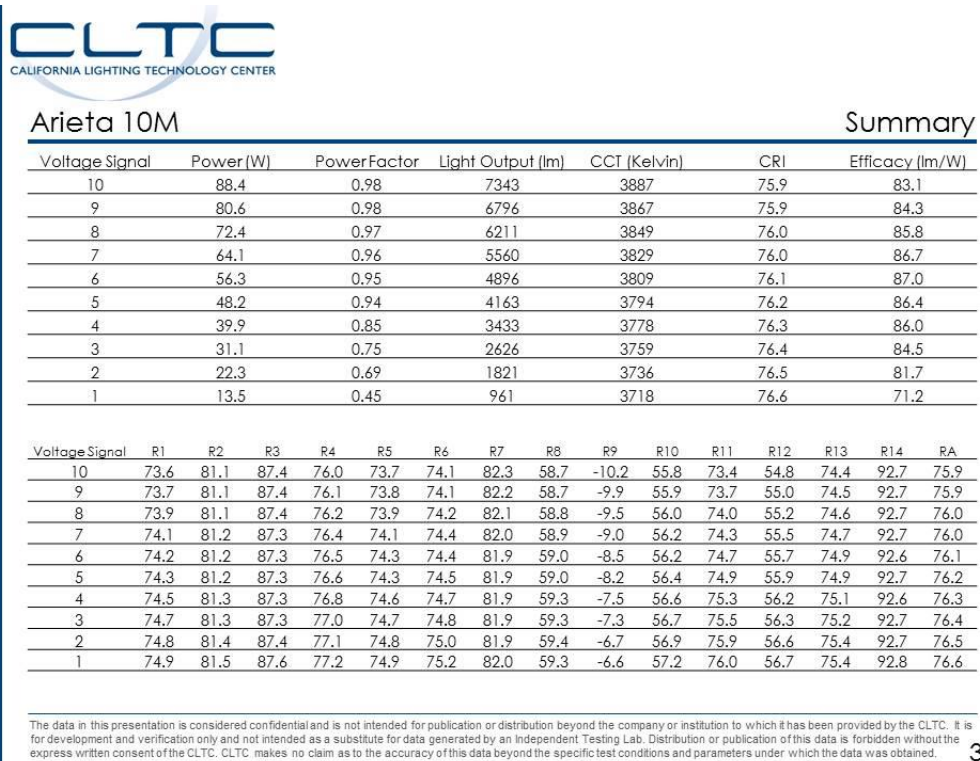 CLTC
CALIFORNIA LIGHTING TECHNOLOGY CENTER
Arieta 10M Summary
Voltage Signal Power (W) Power Factor Light Output (lm) CCT (Kelvin) CRI Efficacy (lm/W)
10 88.4 0.98 7343 3887 75.9 83.1
9 80.6 0.98 6796 3867 75.9 84.3
8 72.4 0.97 6211 3849 76.0 85.8
7 64.1 0.96 5560 3829 76.0 86.7
6 56.3 0.95 4896 3809 76.1 87.0
5 48.2 0.94 4163 3794 76.2 86.4
4 39.9 0.85 3433 3778 76.3 86.0
3 31.1 0.75 2626 3759 76.4 84.5
2 22.3 0.69 1821 3736 76.5 81.7
1 13.5 0.45 961 3718 76.6 71.2
Voltage Signal R1 R2 R3 R4 R5 R6 R7 R8 R9 R10 R11 R12 R13 R14 RA
10 73.6 81.1 87.4 76.0 73.7 74.1 82.3 58.7 -10.2 55.8 73.4 54.8 74.4 92.7 75.9
9 73.7 81.1 87.4 76.1 73.8 74.1 82.2 58.7 -9.9 55.9 73.7 55.0 74.5 92.7 75.9
8 73.9 81.1 87.4 76.2 73.9 74.2 82.1 58.8 -9.5 56.0 74.0 55.2 74.6 92.7 76.0
7 74.1 81.2 87.3 76.4 74.1 74.4 82.0 58.9 -9.0 56.2 74.3 55.5 74.7 92.7 76.0
6 74.2 81.2 87.3 76.5 74.3 74.4 81.9 59.0 -8.5 56.2 74.7 55.7 74.9 92.6 76.1
5 74.3 81.2 87.3 76.6 74.3 74.5 81.9 59.0 -8.2 56.4 74.9 55.9 74.9 92.7 76.2
4 74.5 81.3 87.3 76.8 74.6 74.7 81.9 59.3 -7.5 56.6 75.3 56.2 75.1 92.6 76.3
3 74.7 81.3 87.3 77.0 74.7 74.8 81.9 59.3 -7.3 56.7 75.5 56.3 75.2 92.7 76.4
2 74.8 81.4 87.4 77.1 74.8 75.0 81.9 59.4 -6.7 56.9 75.9 56.6 75.4 92.7 76.5
1 74.9 81.5 87.6 77.2 74.9 75.2 82.0 59.3 -6.6 57.2 76.0 56.7 75.4 92.8 76.6
The data in this presentation is considered confidential and is not intended for publication or distribution beyond the company or institution to which it has been provided by the CLTC. It is
for development and verification only and not intended as a substitute for data generated by an Independent Testing Lab. Distribution or publication of this data is forbidden without the
express written consent of the CLTC. CLTC makes no claim as to the accuracy of this data beyond the specific test conditions and parameters under which the data was obtained. 3